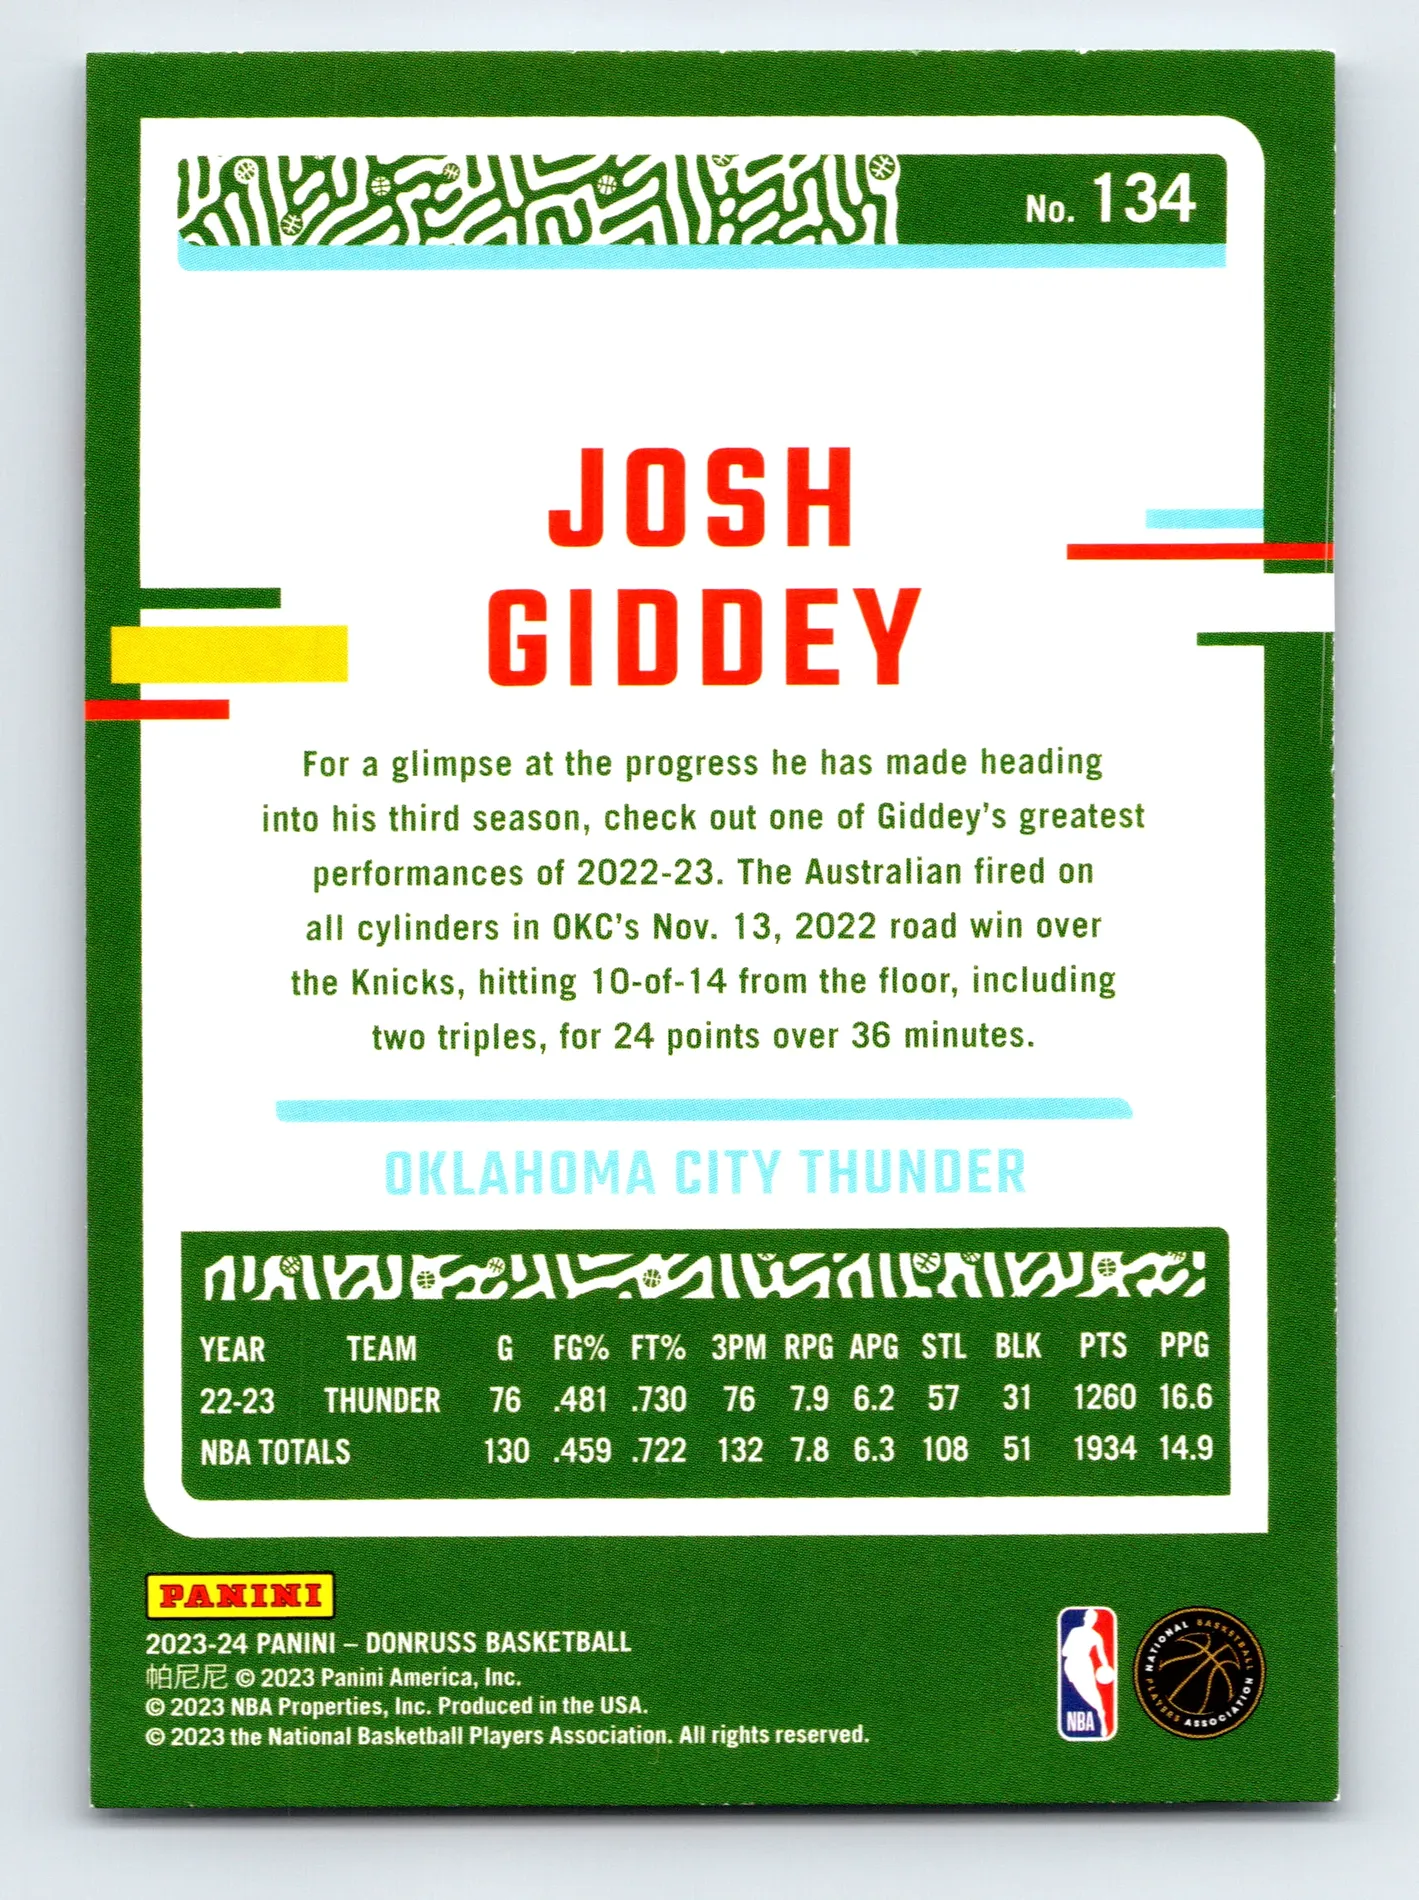 No. 134
JOSH
GIDDEY
For a glimpse at the progress he has made heading
into his third season, check out one of Giddey's greatest
performances of 2022-23. The Australian fired on
all cylinders in OKC's Nov. 13, 2022 road win over
the Knicks, hitting 10-of-14 from the floor, including
two triples, for 24 points over 36 minutes.
OKLAHOMA CITY THUNDER
YEAR TEAM G FG% FT% 3PM RPG APG STL BLK PTS PPG
22-23 THUNDER 76 .481 .730 76 7.9 6.2 57 31 1260 16.6
NBA TOTALS 130 .459 .722 132 7.8 6.3 108 51 1934 14.9
PANINI
2023-24 PANINI – DONRUSS BASKETBALL
帕尼尼 © 2023 Panini America, Inc.
© 2023 NBA Properties, Inc. Produced in the USA.
© 2023 the National Basketball Players Association. All rights reserved.
NBA
NATIONAL BASKETBALL PLAYERS ASSOCIATION